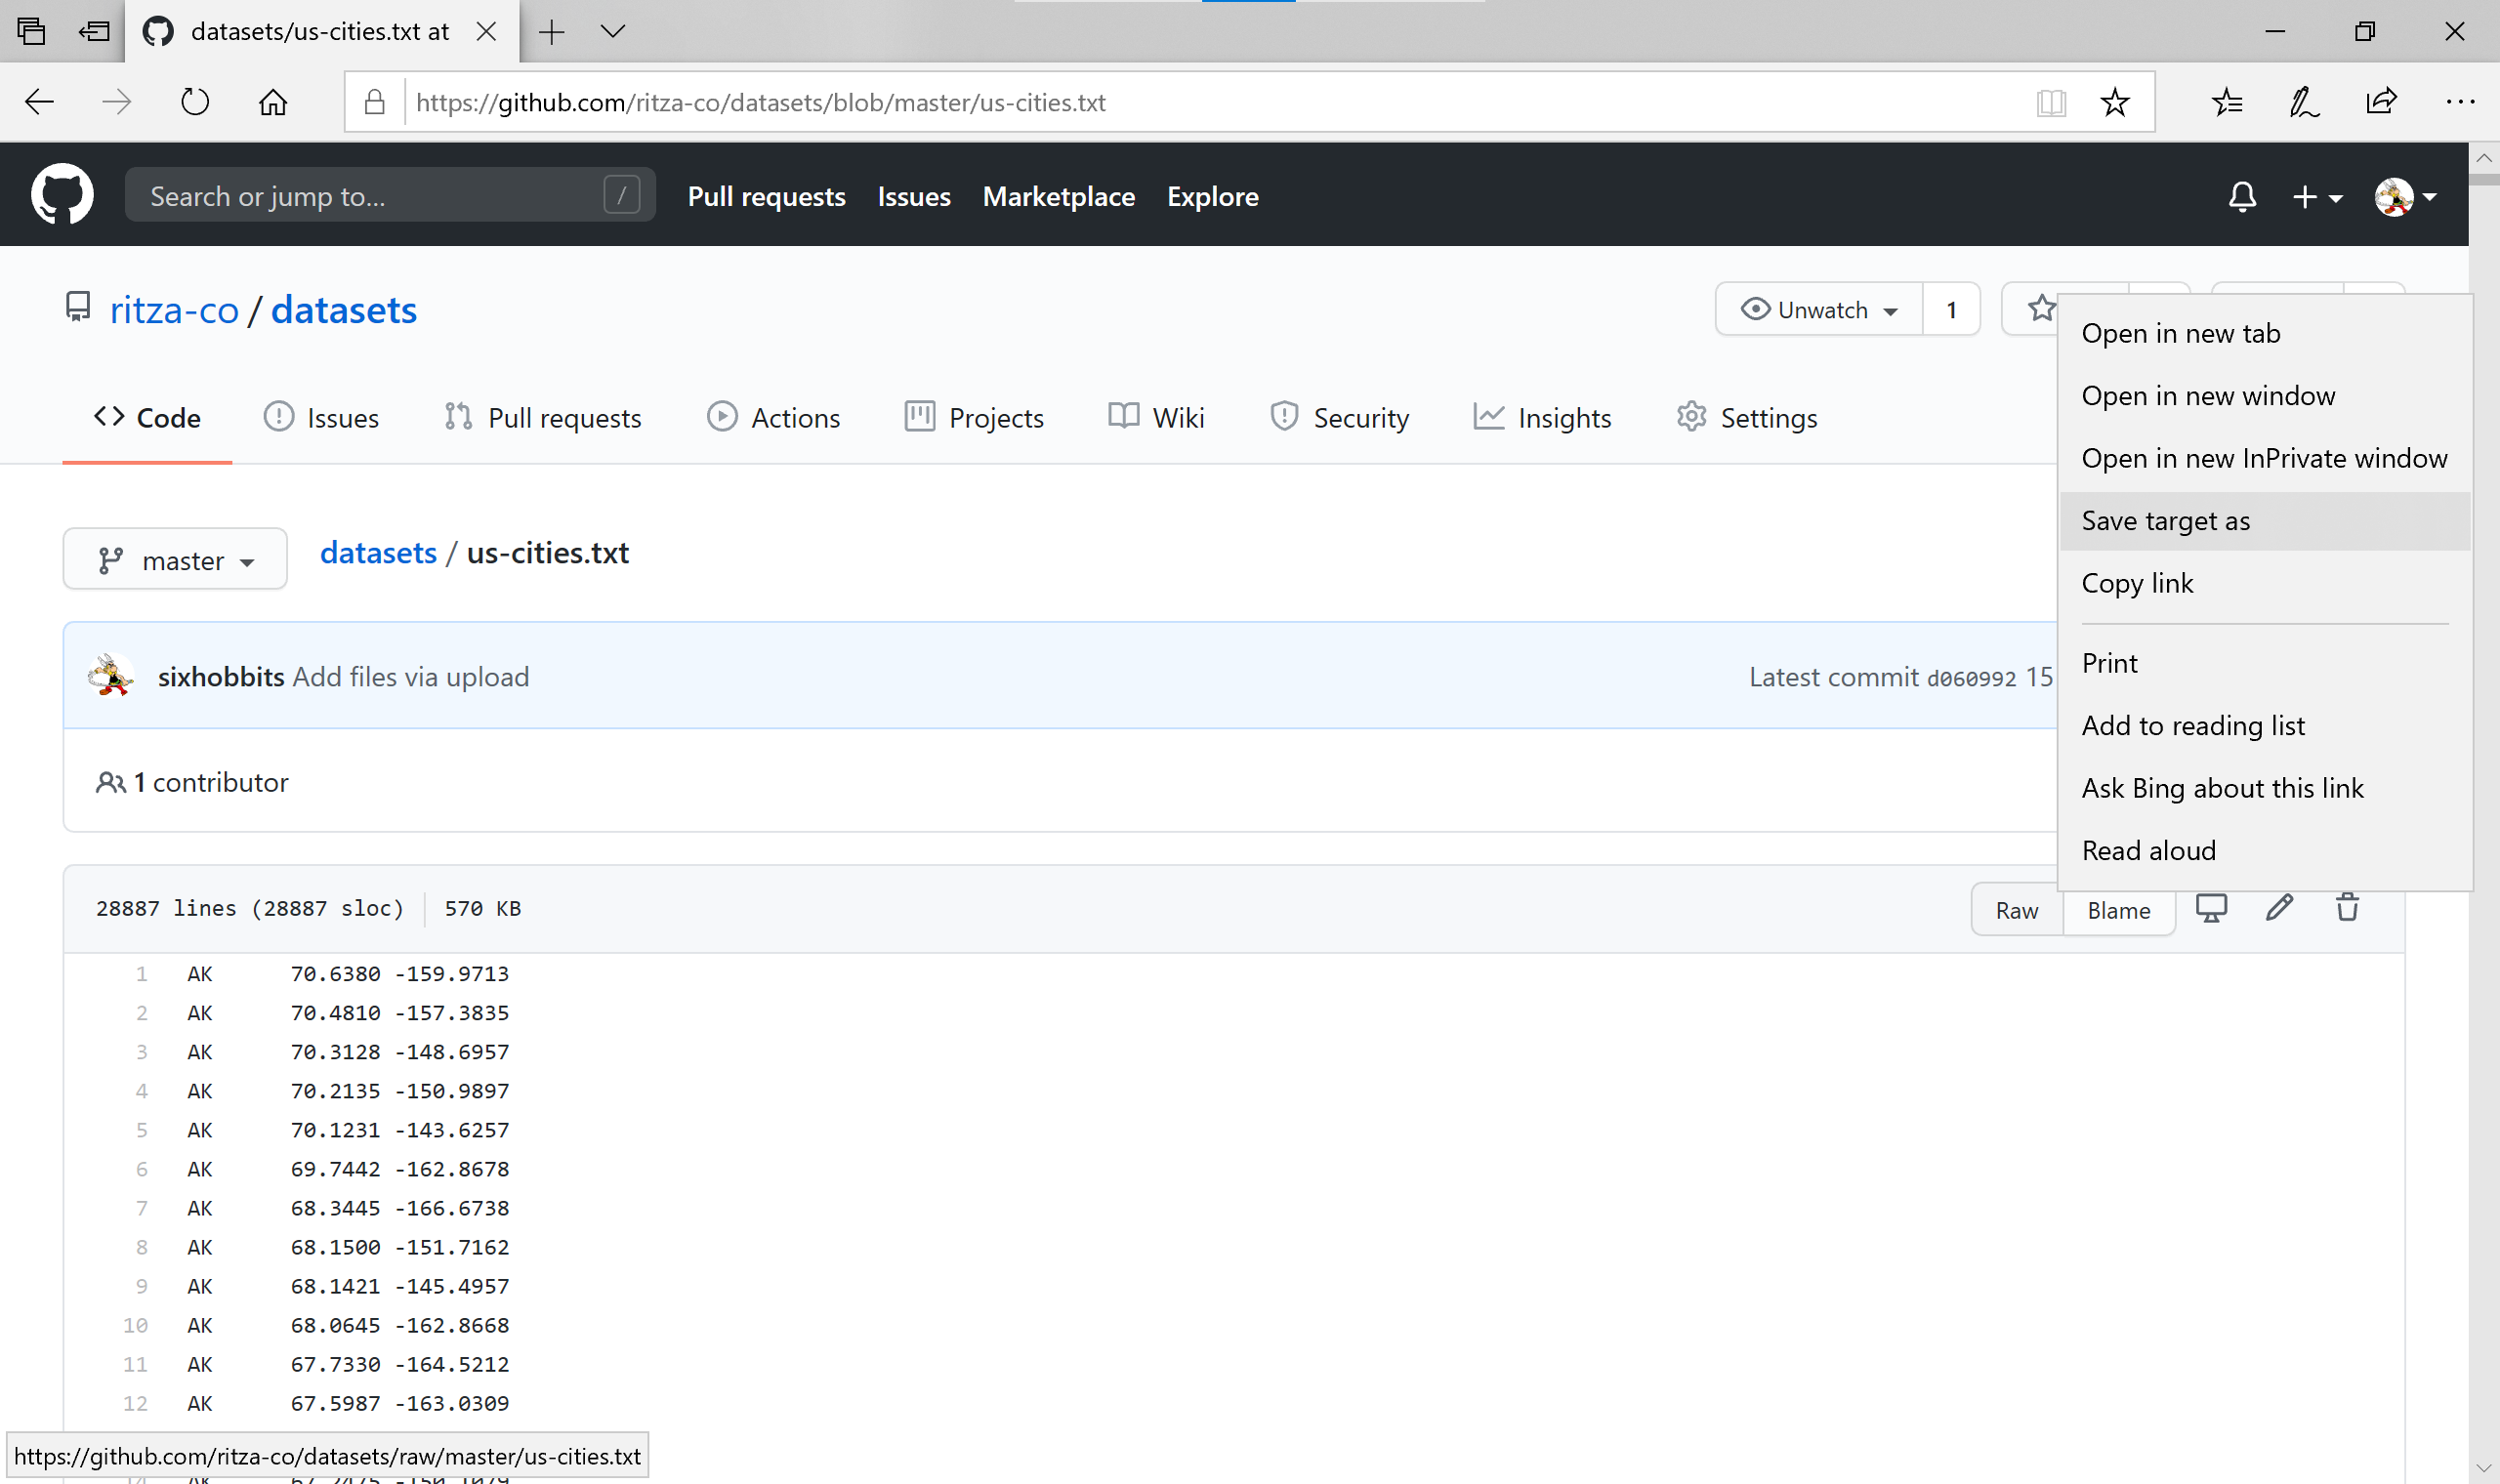 datasets/us-cities.txt at
https://github.com/ritza-co/datasets/blob/master/us-cities.txt
Search or jump to... /
Pull requests Issues Marketplace Explore
ritza-co / datasets
Unwatch 1
Code Issues Pull requests Actions Projects Wiki Security Insights Settings
master datasets / us-cities.txt
sixhobbits Add files via upload Latest commit d060992 15
1 contributor
Open in new tab
Open in new window
Open in new InPrivate window
Save target as
Copy link
Print
Add to reading list
Ask Bing about this link
Read aloud
28887 lines (28887 sloc) 570 KB Raw Blame
1 AK 70.6380 -159.9713
2 AK 70.4810 -157.3835
3 AK 70.3128 -148.6957
4 AK 70.2135 -150.9897
5 AK 70.1231 -143.6257
6 AK 69.7442 -162.8678
7 AK 68.3445 -166.6738
8 AK 68.1500 -151.7162
9 AK 68.1421 -145.4957
10 AK 68.0645 -162.8668
11 AK 67.7330 -164.5212
12 AK 67.5987 -163.0309
https://github.com/ritza-co/datasets/raw/master/us-cities.txt